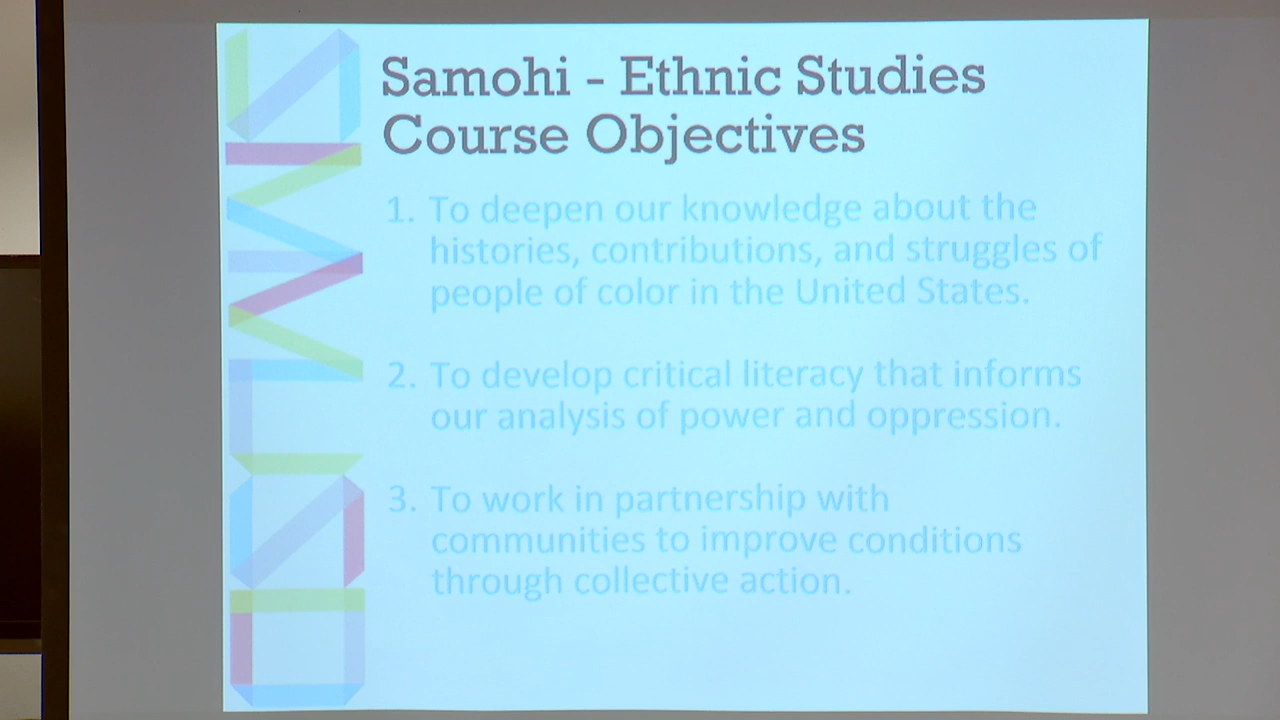 Samohi - Ethnic Studies
Course Objectives
1. To deepen our knowledge about the
histories, contributions, and struggles of
people of color in the United States.
2. To develop critical literacy that informs
our analysis of power and oppression.
3. To work in partnership with
communities to improve conditions
through collective action.
SMMUSD